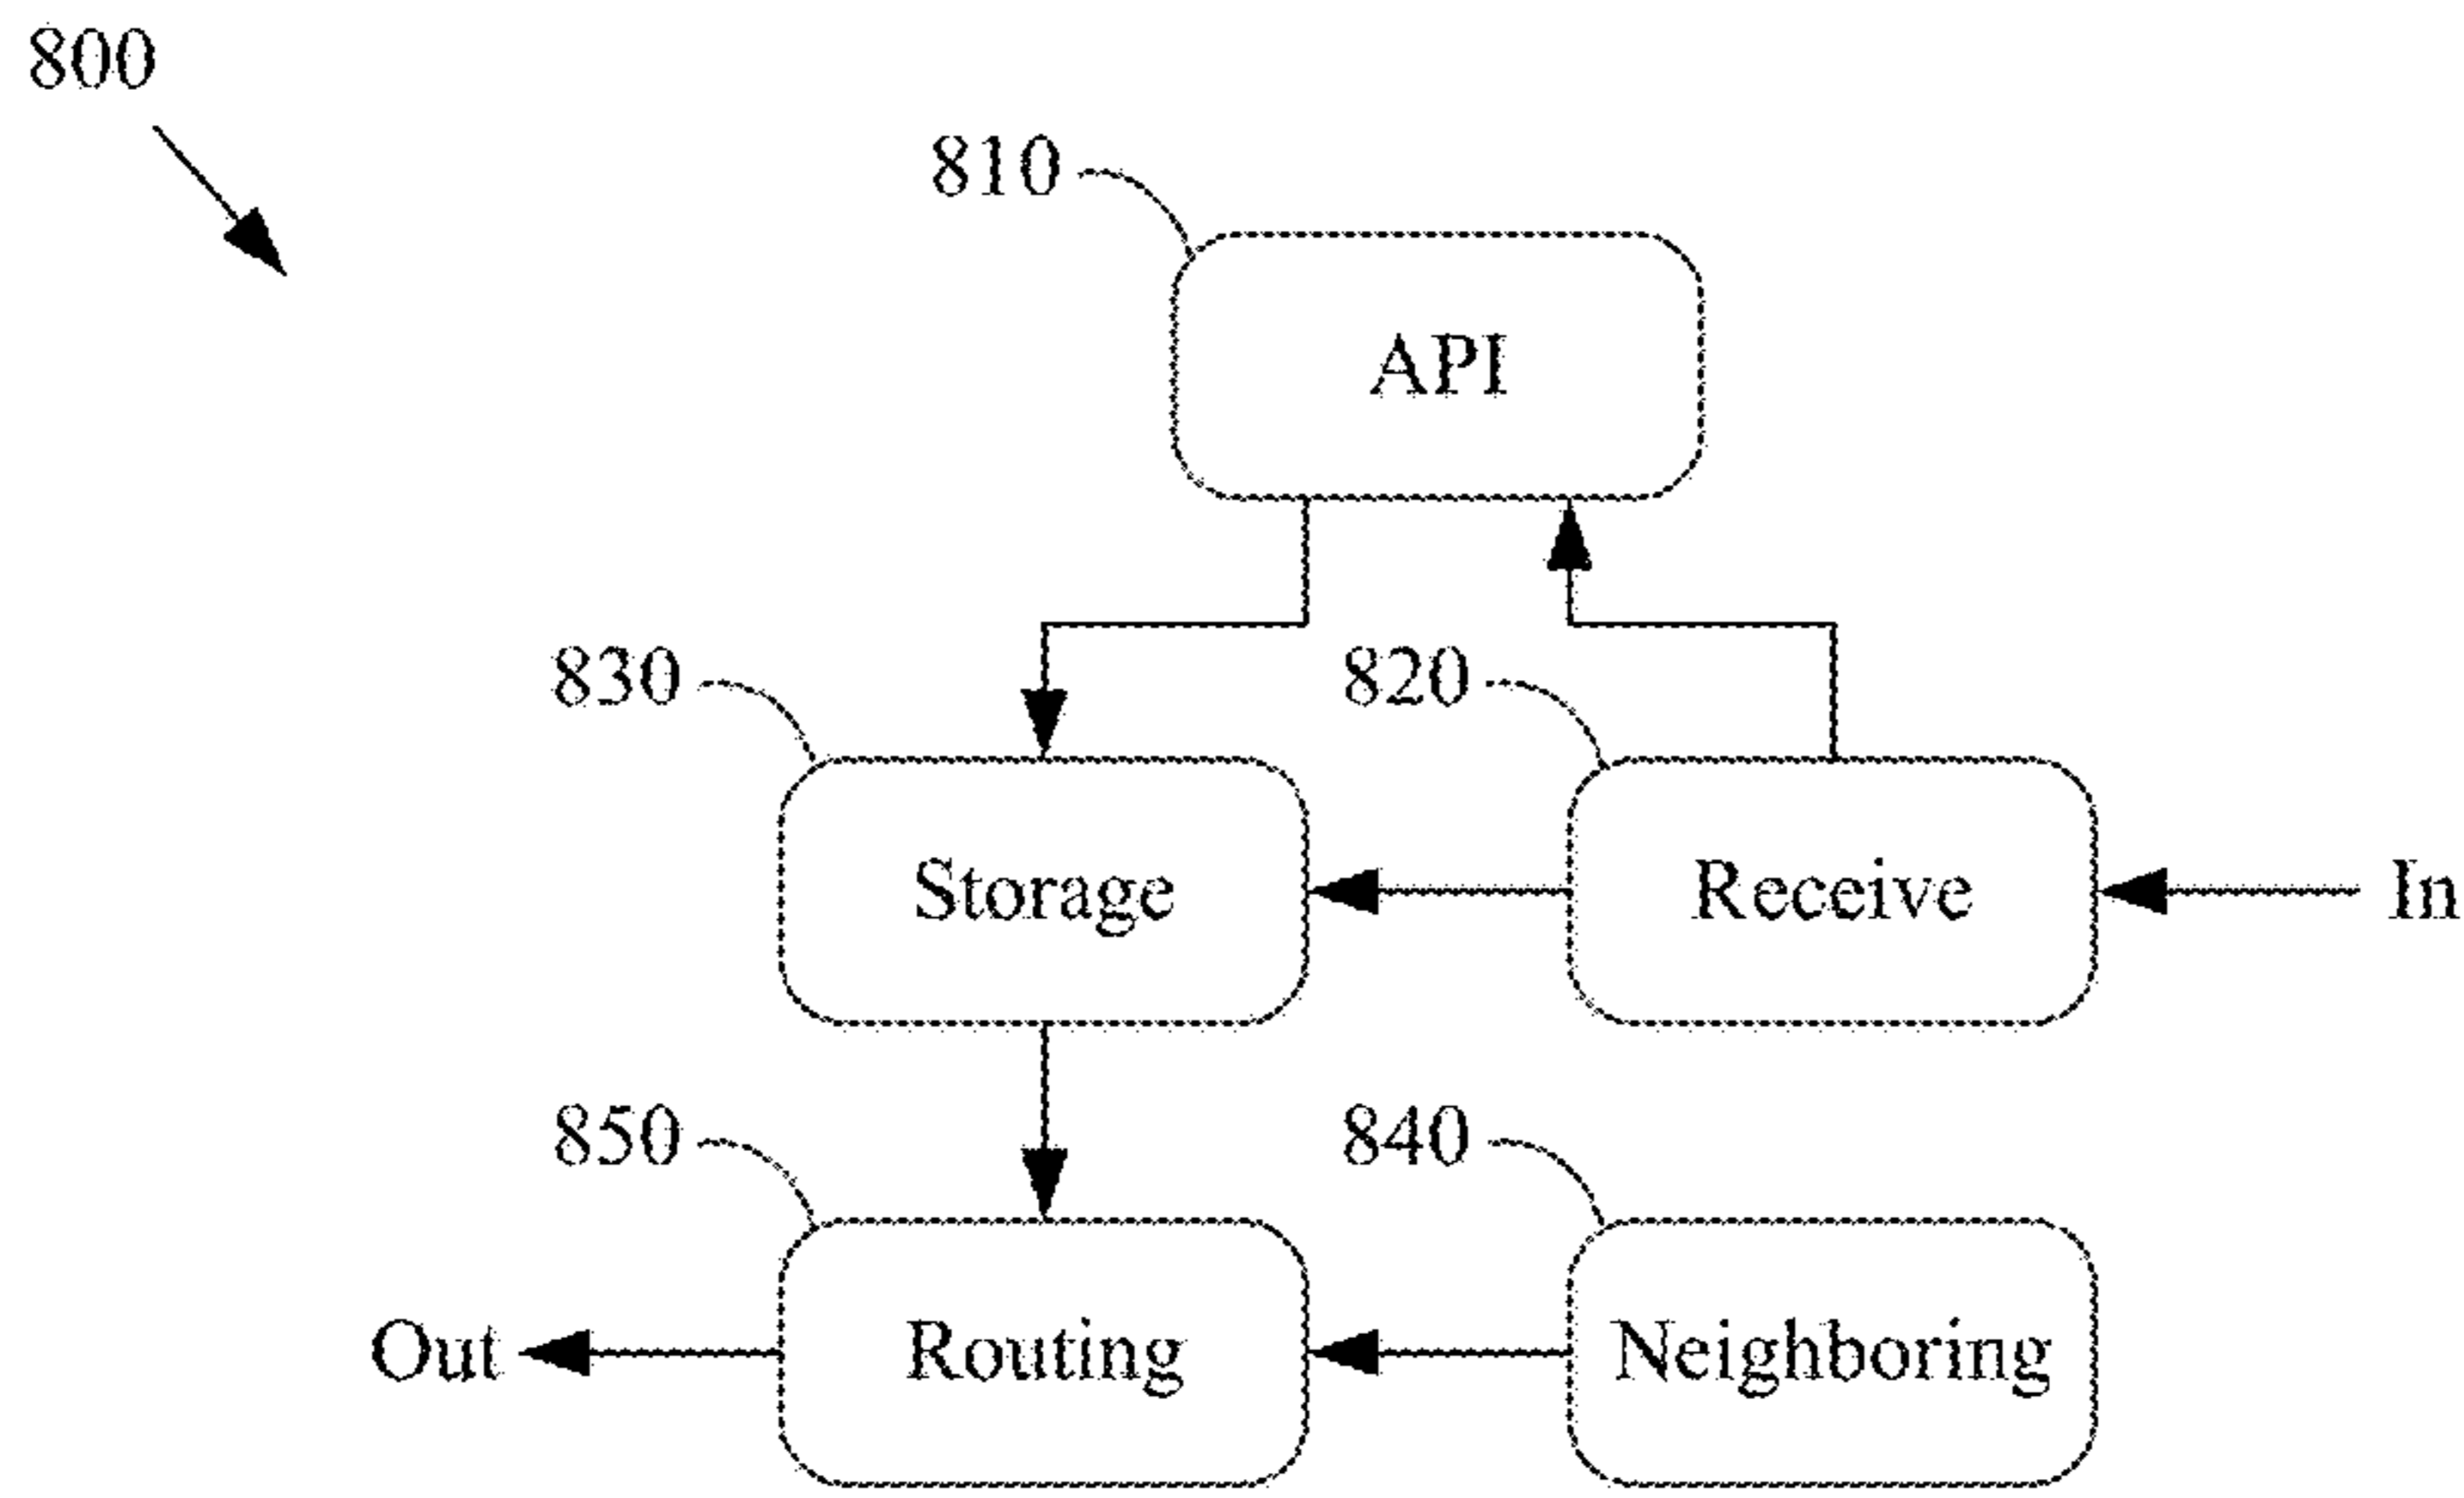 800
810
API
830
820
Storage
Receive
In
850
840
Out
Routing
Neighboring